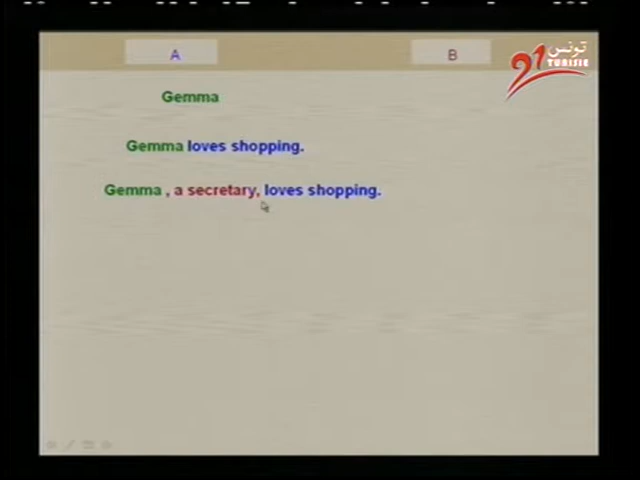 A
B
تونس
21
TUNISIE
Gemma
Gemma loves shopping.
Gemma , a secretary, loves shopping.